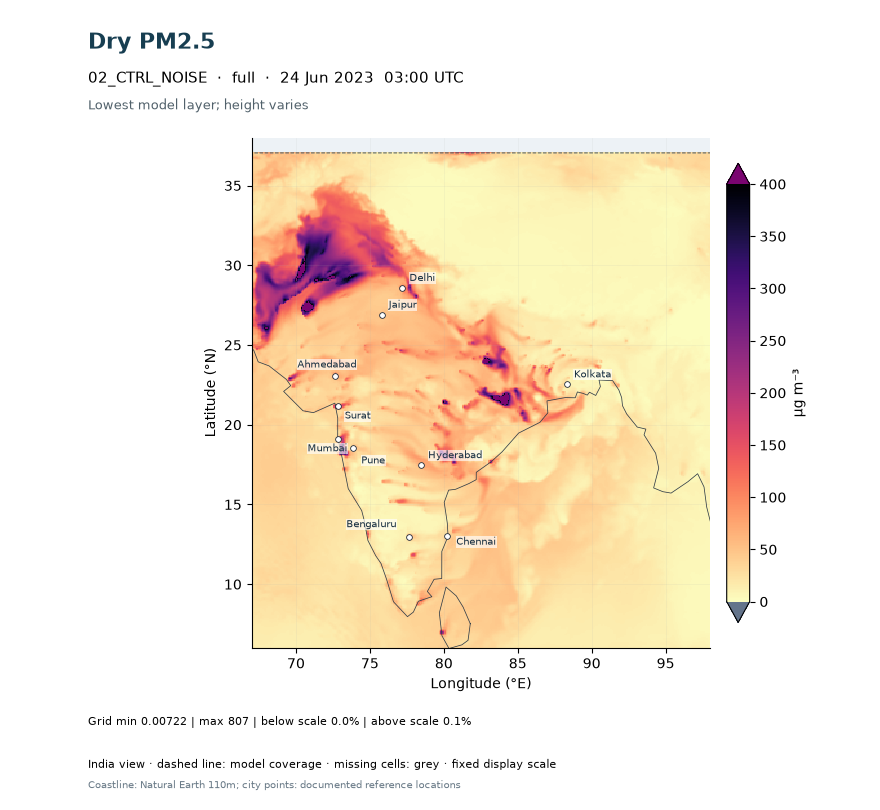 Dry PM2.5
02_CTRL_NOISE · full · 24 Jun 2023 03:00 UTC
Lowest model layer; height varies
35
30
25
20
15
10
Latitude (°N)
70
75
80
85
90
95
Longitude (°E)
Delhi
Jaipur
Ahmedabad
Kolkata
Surat
Mumbai
Pune
Hyderabad
Bengaluru
Chennai
400
350
300
250
200
150
100
50
0
μg m⁻³
Grid min 0.00722 | max 807 | below scale 0.0% | above scale 0.1%
India view · dashed line: model coverage · missing cells: grey · fixed display scale
Coastline: Natural Earth 110m; city points: documented reference locations